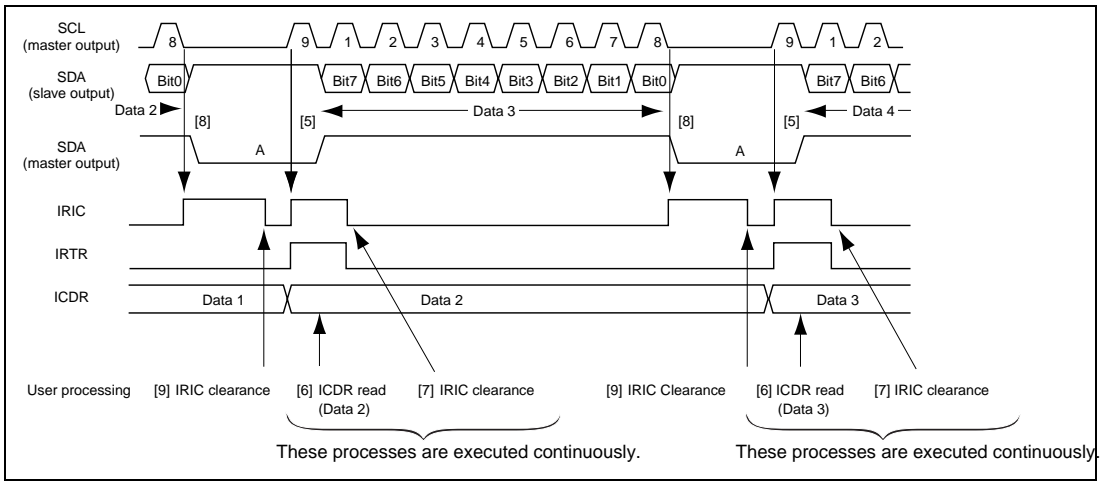 SCL
(master output)
8 9 1 2 3 4 5 6 7 8 9 1 2
SDA
(slave output)
Bit0 Bit7 Bit6 Bit5 Bit4 Bit3 Bit2 Bit1 Bit0 Bit7 Bit6
Data 2 [8] [5] Data 3 [8] [5] Data 4
SDA
(master output)
A A
IRIC
IRTR
ICDR
Data 1 Data 2 Data 3
User processing [9] IRIC clearance [6] ICDR read [7] IRIC clearance [9] IRIC Clearance [6] ICDR read [7] IRIC clearance
(Data 2) (Data 3)
These processes are executed continuously. These processes are executed continuously.